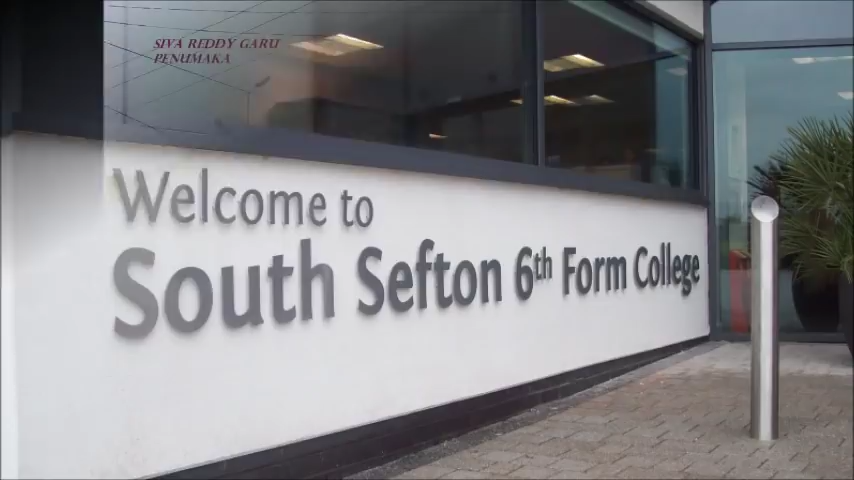 SIVA REDDY GARU
PENUMAKA
Welcome to
South Sefton 6th Form College